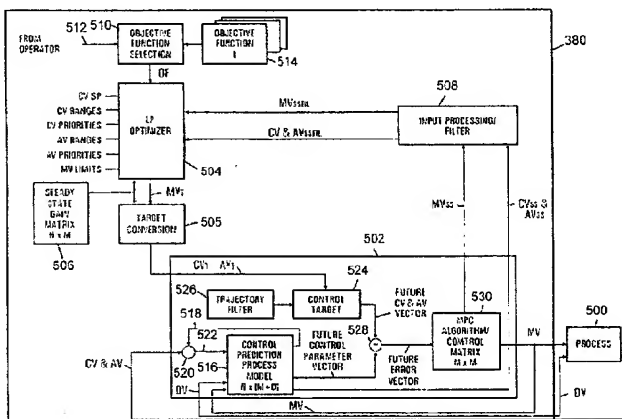 510
512
FROM
OPERATOR
OBJECTIVE
FUNCTION
SELECTION
OBJECTIVE
FUNCTION
514
380
OF
CV SP
CV RANGES
CV PRIORITIES
AV RANGES
AV PRIORITIES
MV LIMITS
LP
OPTIMIZER
504
MVSSFIL
CV & AVSSFIL
508
INPUT PROCESSING/
FILTER
STEADY
STATE
GAIN
MATRIX
506
MVT
505
TARGET
CONVERSION
MVSS
CVSS &
AVSS
502
CVT
AVT
524
526
TRAJECTORY
FILTER
CONTROL
TARGET
FUTURE
CV & AV
VECTOR
530
518
522
528
MPC
ALGORITHM/
CONTROL
MATRIX
M × M
500
PROCESS
MV
CV & AV
520
516
CONTROL
PREDICTION
PROCESS
MODEL
FUTURE
CONTROL
PARAMETER
VECTOR
FUTURE
ERROR
VECTOR
DV
MV
DV